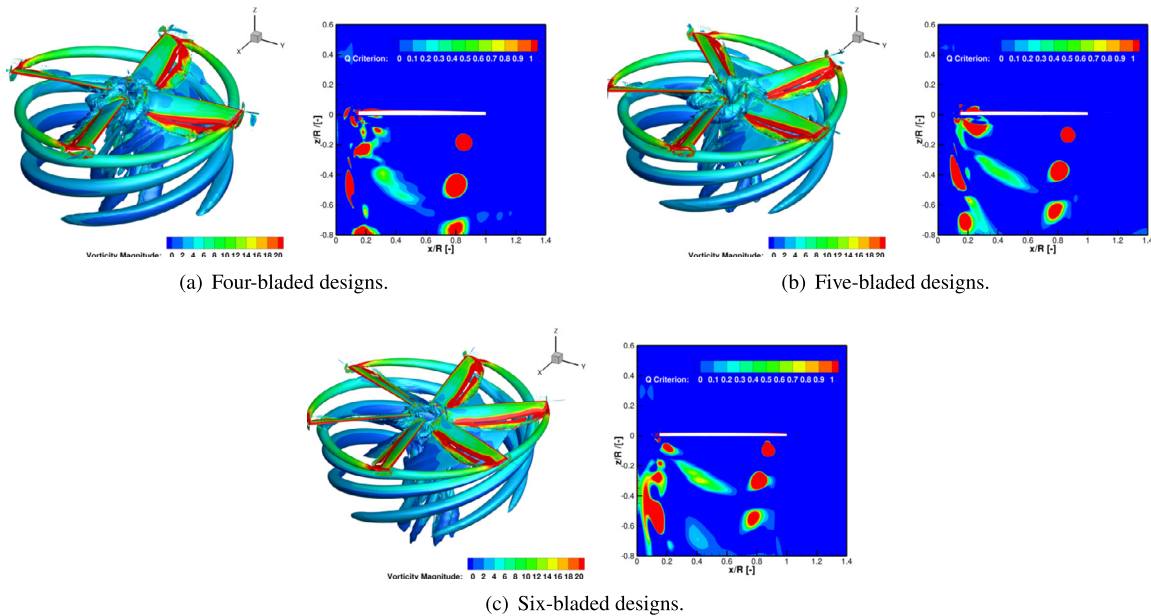 Z
X
Y
Vorticity Magnitude: 0 2 4 6 8 10 12 14 16 18 20
0.6
0.4
0.2
0
-0.2
-0.4
-0.6
-0.8
z/R /[-]
Q Criterion: 0 0.1 0.2 0.3 0.4 0.5 0.6 0.7 0.8 0.9 1
0 0.2 0.4 0.6 0.8 1 1.2 1.4
x/R [-]
(a) Four-bladed designs.
Z
X
Y
Vorticity Magnitude: 0 2 4 6 8 10 12 14 16 18 20
0.6
0.4
0.2
0
-0.2
-0.4
-0.6
-0.8
z/R /[-]
Q Criterion: 0 0.1 0.2 0.3 0.4 0.5 0.6 0.7 0.8 0.9 1
0 0.2 0.4 0.6 0.8 1 1.2 1.4
x/R [-]
(b) Five-bladed designs.
Z
X
Y
Vorticity Magnitude: 0 2 4 6 8 10 12 14 16 18 20
0.6
0.4
0.2
0
-0.2
-0.4
-0.6
-0.8
z/R /[-]
Q Criterion: 0 0.1 0.2 0.3 0.4 0.5 0.6 0.7 0.8 0.9 1
0 0.2 0.4 0.6 0.8 1 1.2 1.4
x/R [-]
(c) Six-bladed designs.